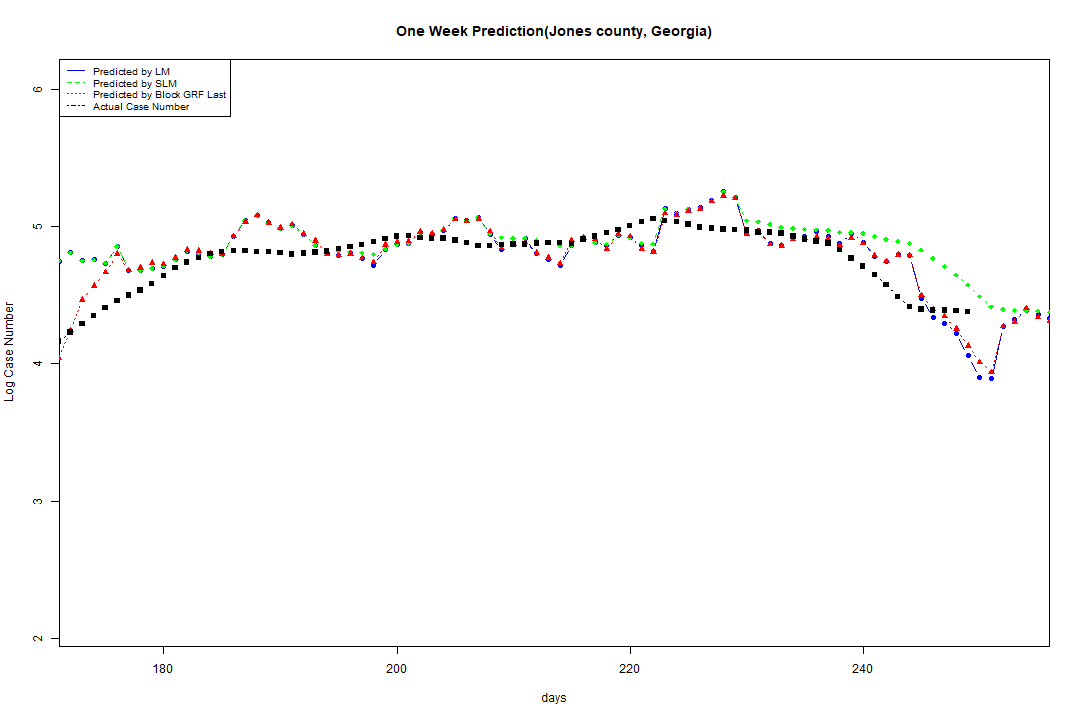 One Week Prediction(Jones county, Georgia)
Predicted by LM
Predicted by SLM
Predicted by Block GRF Last
Actual Case Number
6
5
4
3
2
Log Case Number
180 200 220 240
days